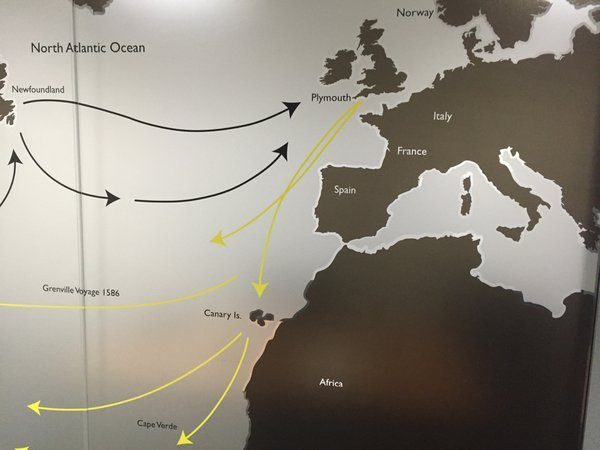 Norway
North Atlantic Ocean
Newfoundland
Plymouth
Italy
France
Spain
Grenville Voyage 1586
Canary Is.
Africa
Cape Verde